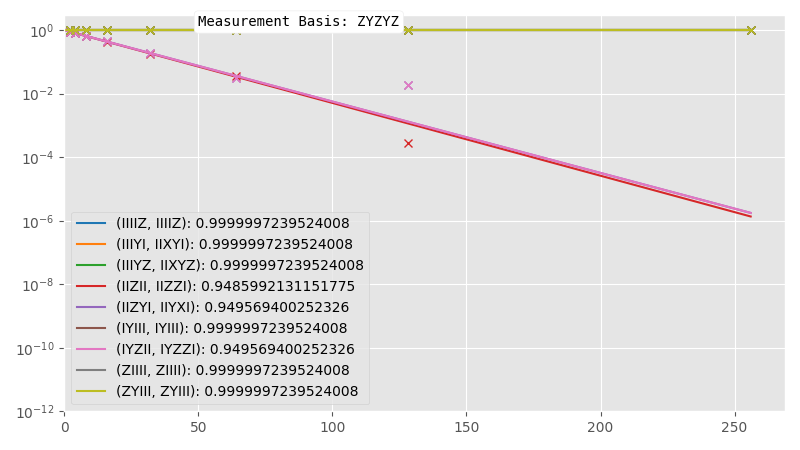 Measurement Basis: ZYZYZ
10^0
10^−2
10^−4
10^−6
10^−8
10^−10
10^−12
(IIIIZ, IIIIZ): 0.9999997239524008
(IIIYI, IIXYI): 0.9999997239524008
(IIIYZ, IIXYZ): 0.9999997239524008
(IIZII, IIZZI): 0.9485992131151775
(IIZYI, IIYXI): 0.949569400252326
(IYIII, IYIII): 0.9999997239524008
(IYZII, IYZZI): 0.949569400252326
(ZIIII, ZIIII): 0.9999997239524008
(ZYIII, ZYIII): 0.9999997239524008
0 50 100 150 200 250